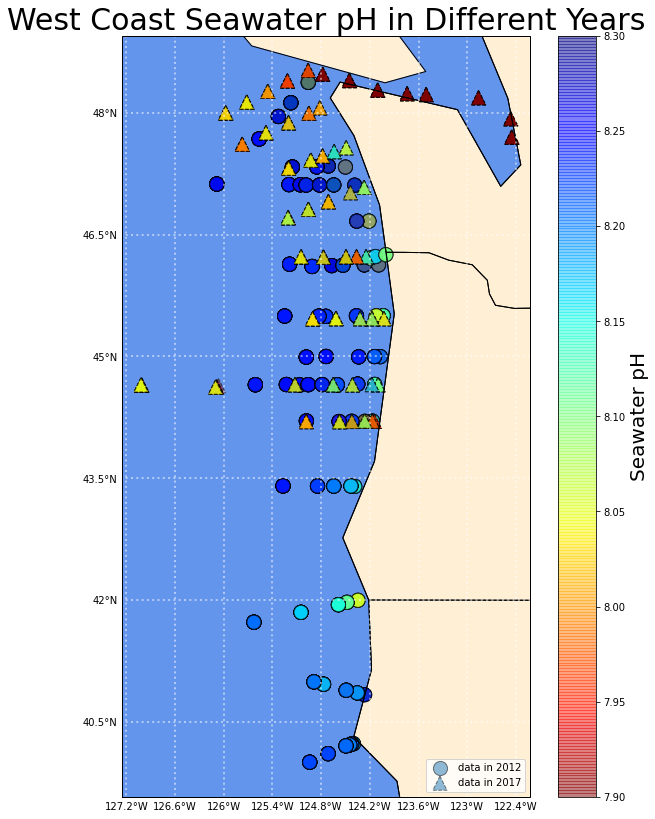 West Coast Seawater pH in Different Years
48°N
46.5°N
45°N
43.5°N
42°N
40.5°N
127.2°W 126.6°W 126°W 125.4°W 124.8°W 124.2°W 123.6°W 123°W 122.4°W
data in 2012
data in 2017
8.30
8.25
8.20
8.15
8.10
8.05
8.00
7.95
7.90
Seawater pH